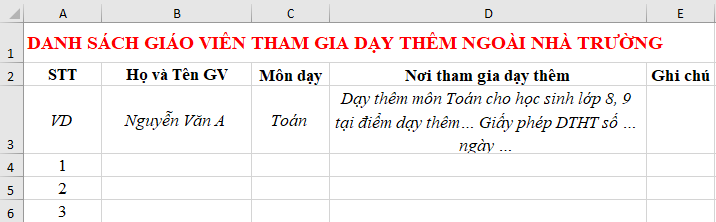 A B C D E
1 DANH SÁCH GIÁO VIÊN THAM GIA DẠY THÊM NGOÀI NHÀ TRƯỜNG
2 STT Họ và Tên GV Môn dạy Nơi tham gia dạy thêm Ghi chú
Dạy thêm môn Toán cho học sinh lớp 8, 9
VD Nguyễn Văn A Toán tại điểm dạy thêm… Giấy phép DTHT số …
3 ngày …
4 1
5 2
6 3